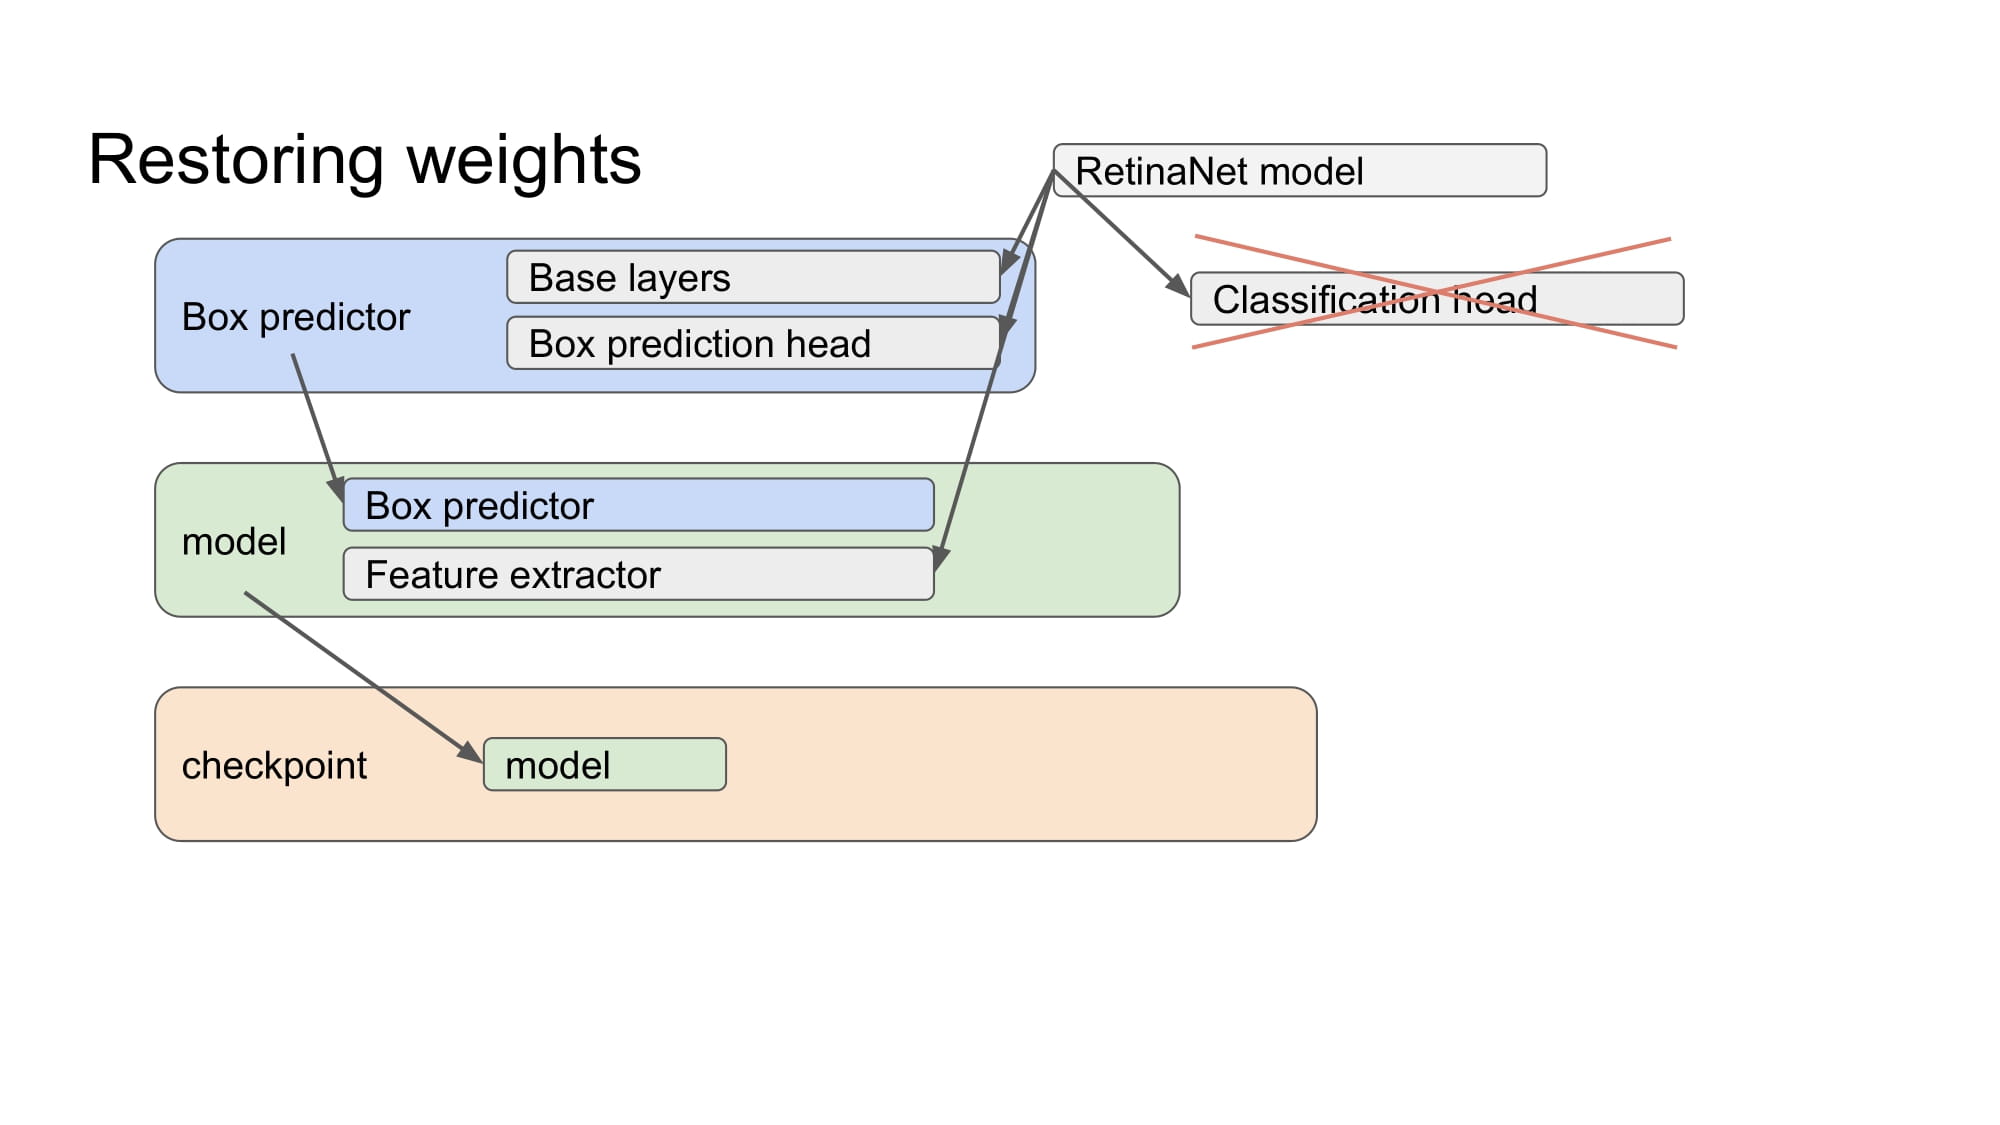 Restoring weights
RetinaNet model
Box predictor
Base layers
Box prediction head
Classification head
model
Box predictor
Feature extractor
checkpoint
model